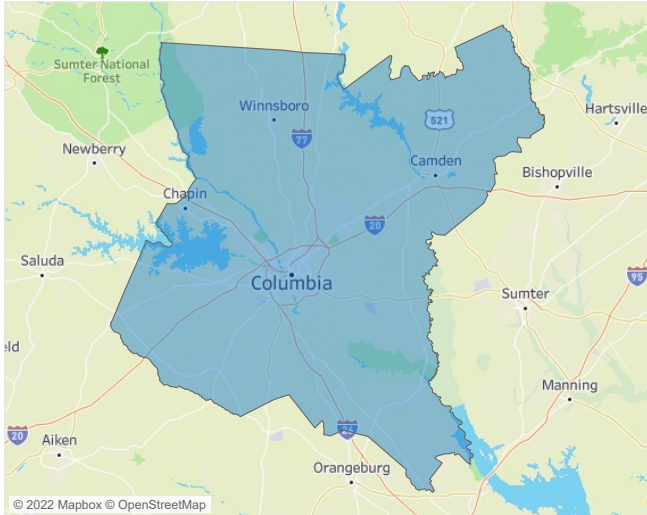 Sumter National
Forest
Winnsboro
521
Hartsville
77
Newberry
Camden
Bishopville
Chapin
20
Saluda
Columbia
95
Sumter
eld
Manning
20
26
Aiken
Orangeburg
© 2022 Mapbox © OpenStreetMap